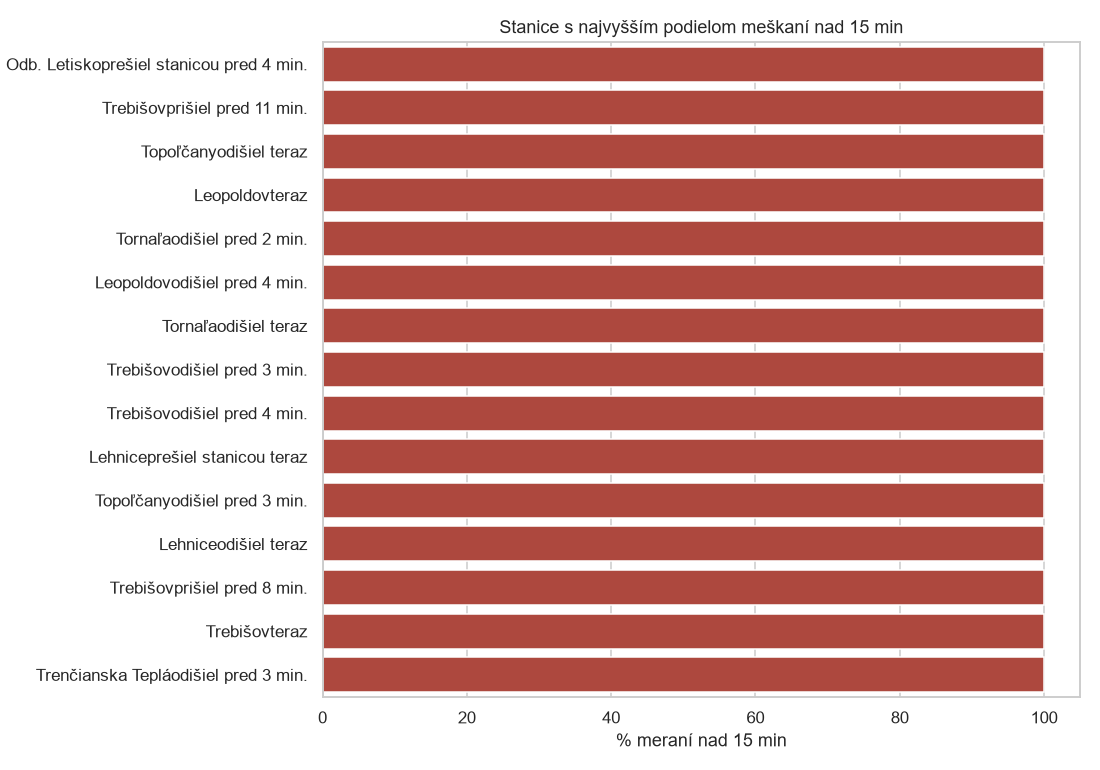 Stanice s najvyšším podielom meškaní nad 15 min
Odb. Letiskoprešiel stanicou pred 4 min.
Trebišovprišiel pred 11 min.
Topoľčanyodišiel teraz
Leopoldovteraz
Tornaľaodišiel pred 2 min.
Leopoldovodišiel pred 4 min.
Tornaľaodišiel teraz
Trebišovodišiel pred 3 min.
Trebišovodišiel pred 4 min.
Lehniceprešiel stanicou teraz
Topoľčanyodišiel pred 3 min.
Lehniceodišiel teraz
Trebišovprišiel pred 8 min.
Trebišovteraz
Trenčianska Tepláodišiel pred 3 min.
0 20 40 60 80 100
% meraní nad 15 min